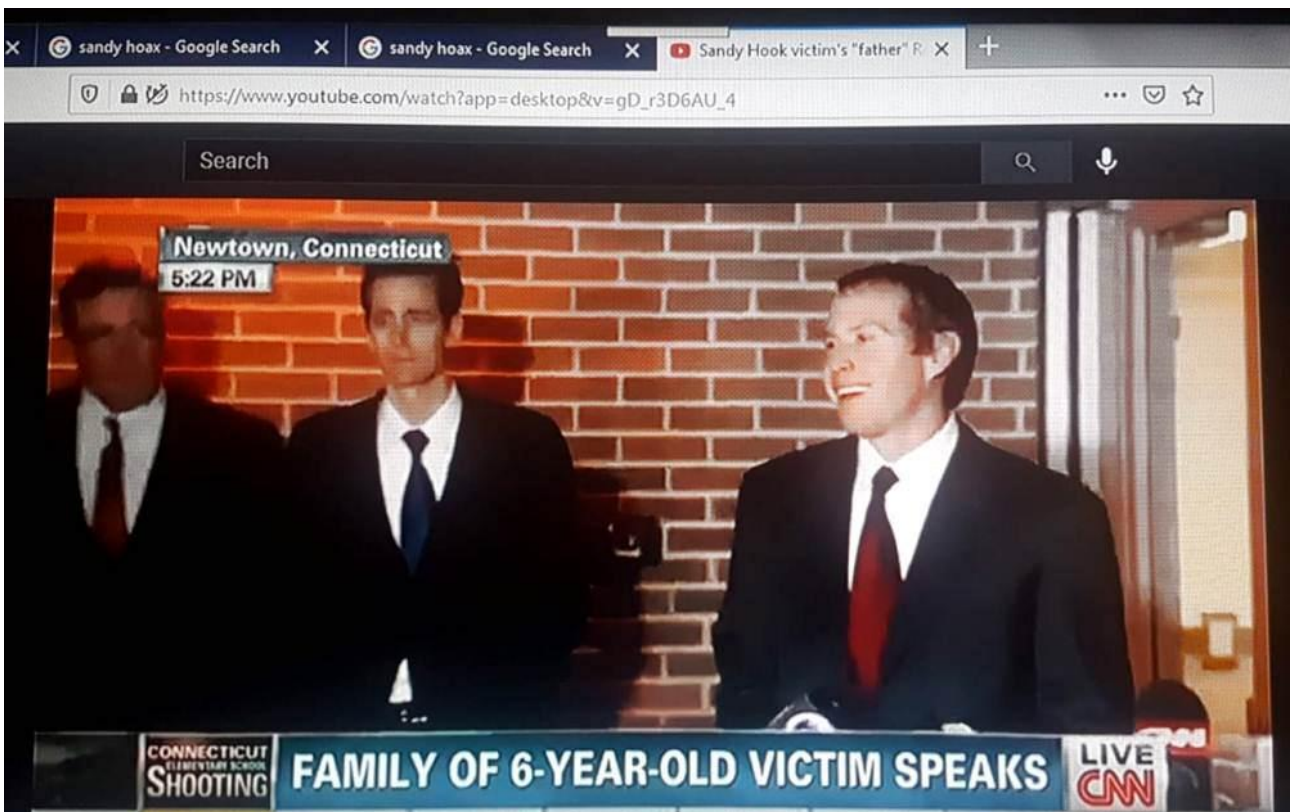 sandy hoax - Google Search
sandy hoax - Google Search
Sandy Hook victim's "father" R
https://www.youtube.com/watch?app=desktop&v=gD_r3D6AU_4
Search
Newtown, Connecticut
5:22 PM
CONNECTICUT
ELEMENTARY SCHOOL
SHOOTING
FAMILY OF 6-YEAR-OLD VICTIM SPEAKS
LIVE
CNN
CNN